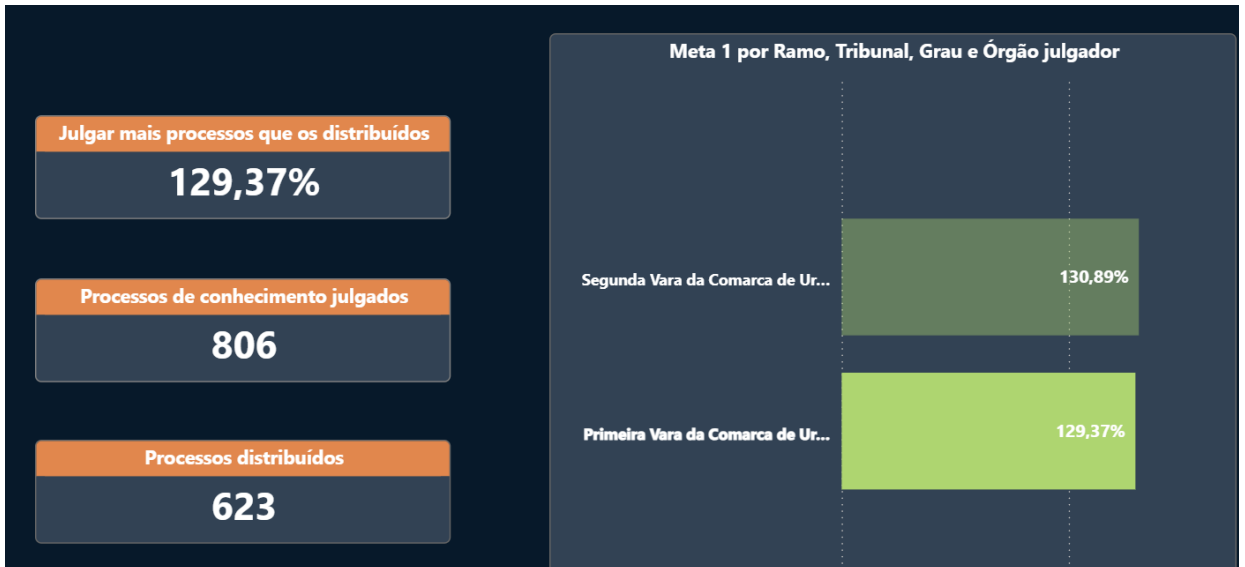 Julgar mais processos que os distribuídos
129,37%
Processos de conhecimento julgados
806
Processos distribuídos
623
Meta 1 por Ramo, Tribunal, Grau e Órgão julgador
Segunda Vara da Comarca de Ur...
130,89%
Primeira Vara da Comarca de Ur...
129,37%